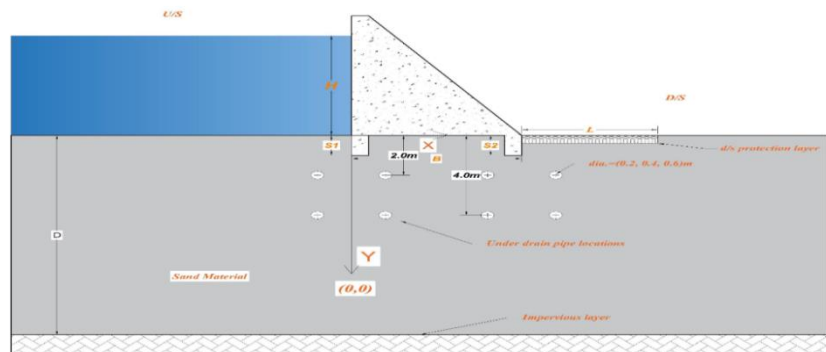 U/S
H
D/S
L
S1
X
B
S2
d/s protection layer
2.0m
4.0m
dia.=(0.2, 0.4, 0.6)m
D
Under drain pipe locations
Y
Sand Material
(0,0)
Impervious layer